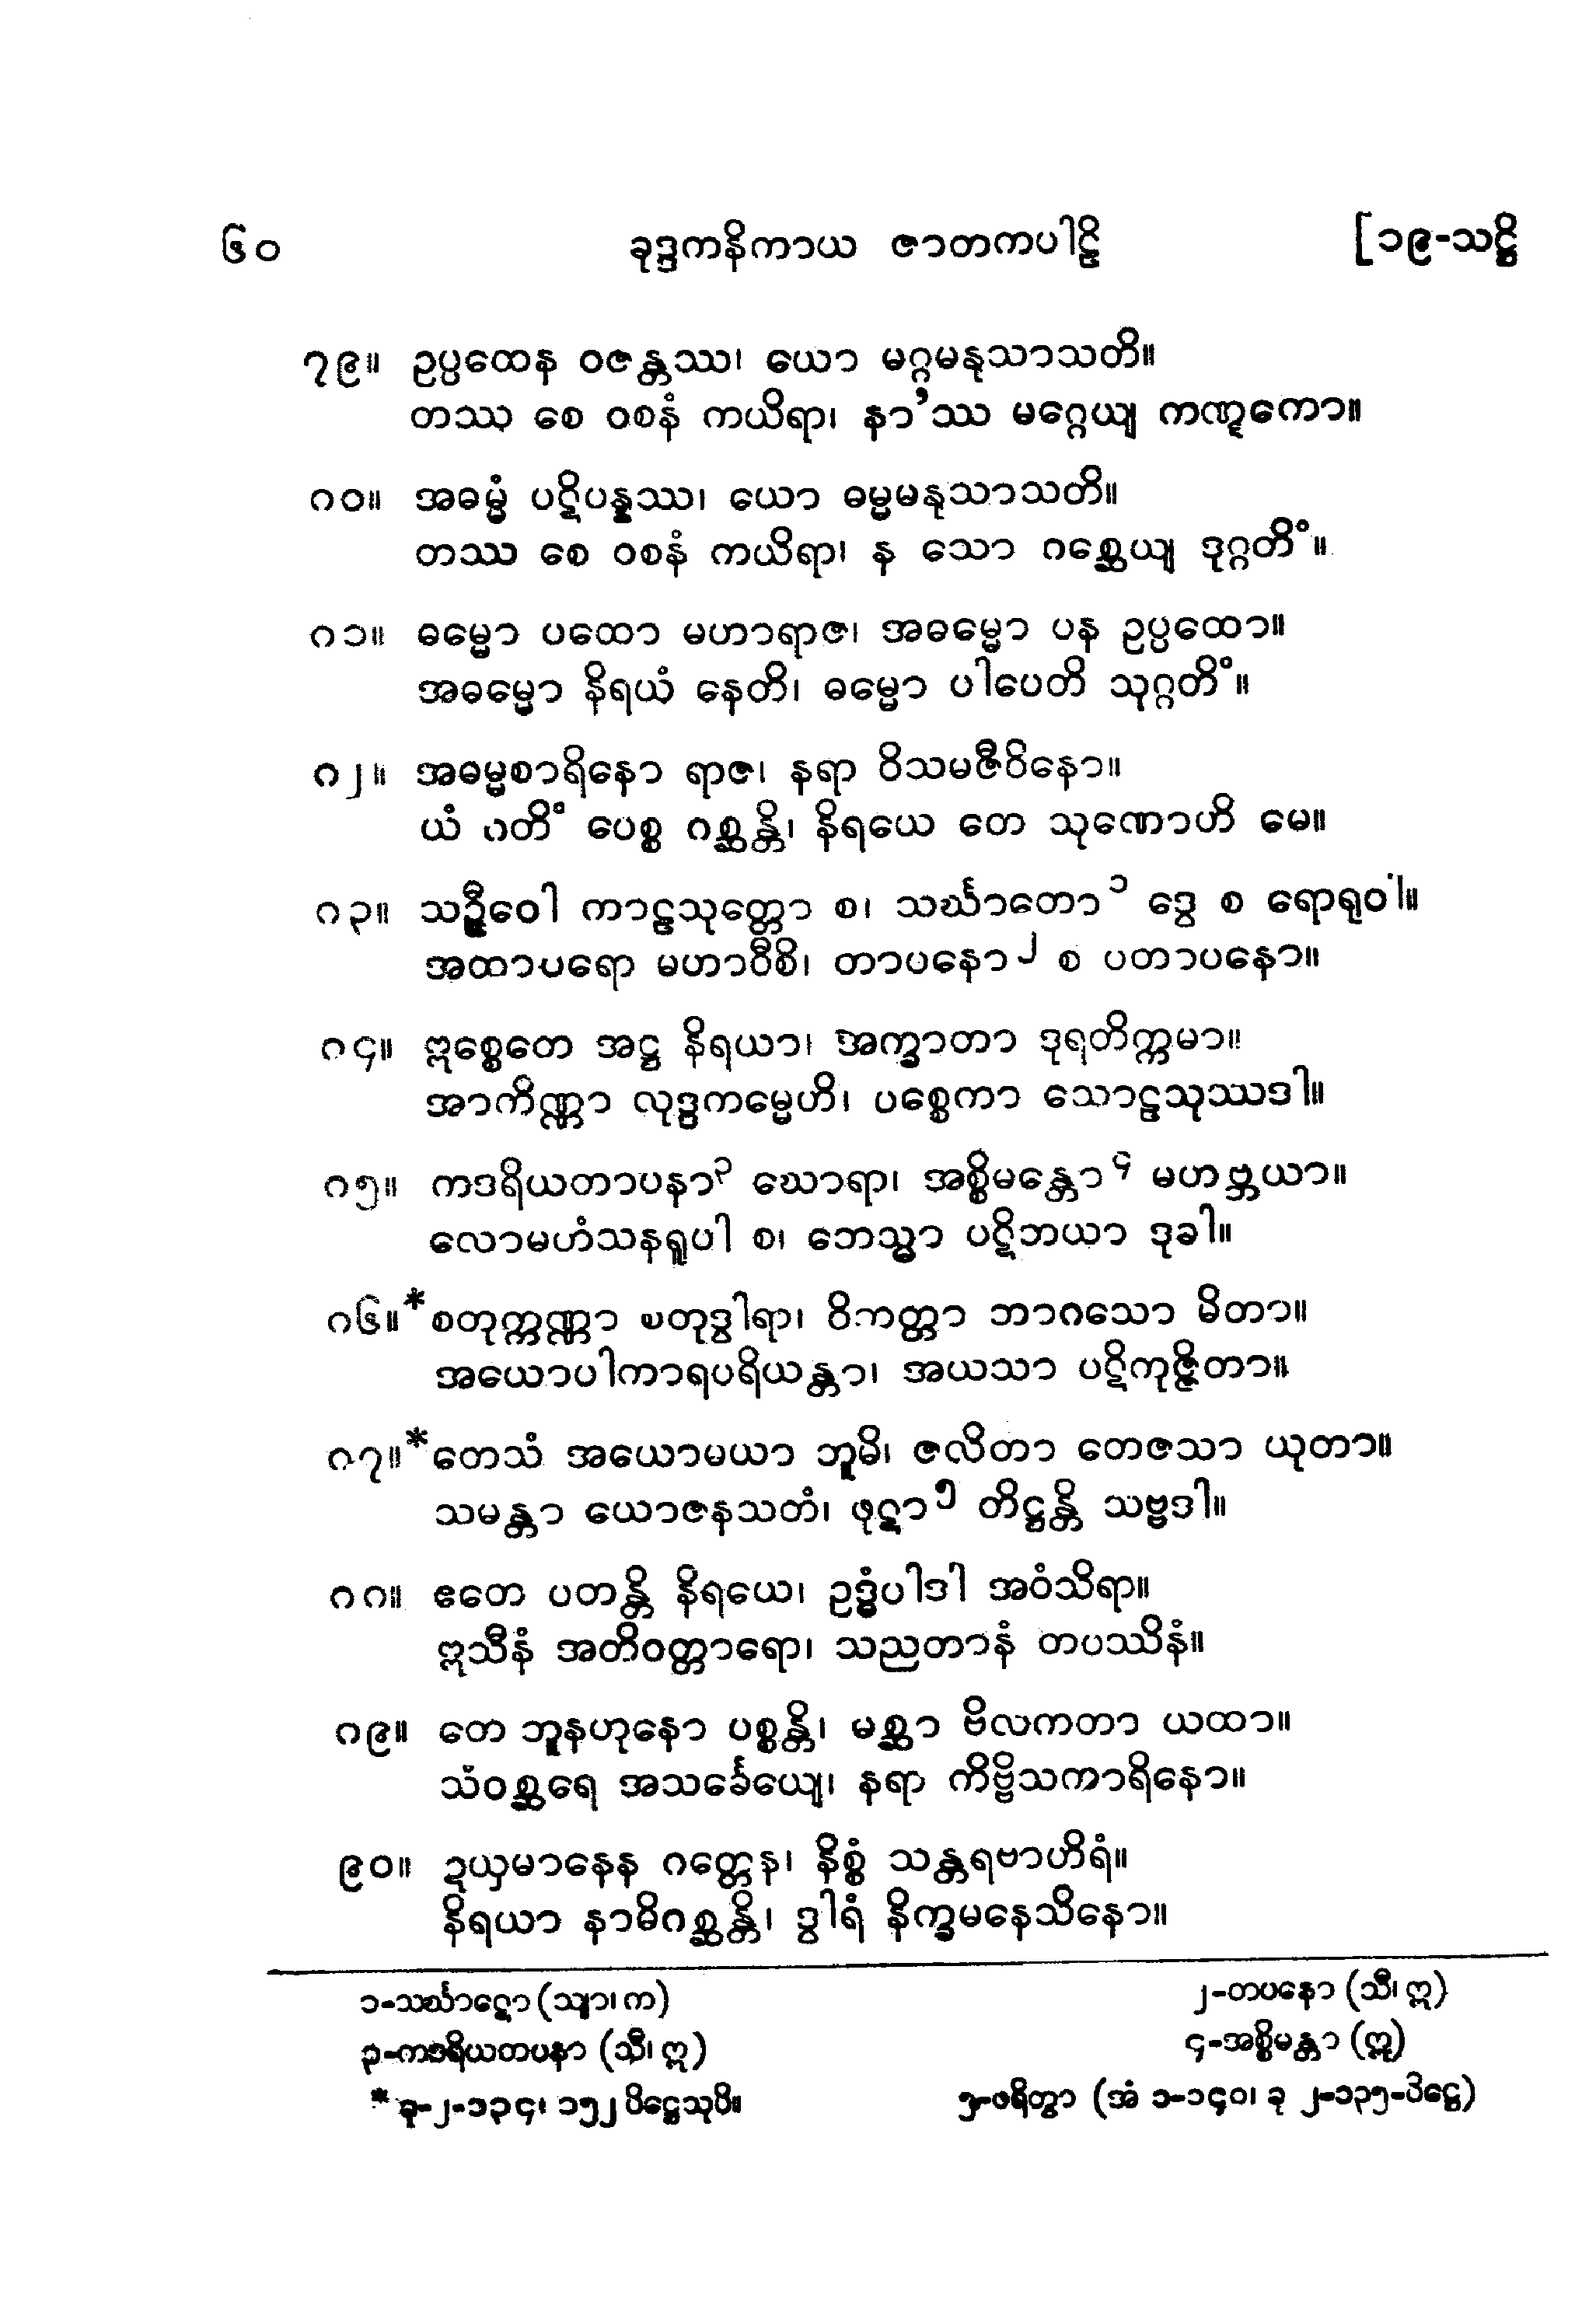 ၆၀ ခုဒ္ဒကနိကာယ ဇာတကပါဠိ [၁၉-သဋ္ဌိ
၇၉။ ဥပ္ပထေန ဝဇန္တဿ၊ ယော မဂ္ဂမနုသာသတိ။
တဿ စေ ဝစနံ ကယိရာ၊ နာ’ဿ မဂ္ဂေယျ ကဏ္ဋကော။
၈၀။ အဓမ္မံ ပဋိပန္နဿ၊ ယော ဓမ္မမနုသာသတိ။
တဿ စေ ဝစနံ ကယိရာ၊ န သော ဂစ္ဆေယျ ဒုဂ္ဂတိံ။
၈၁။ ဓမ္မော ပထော မဟာရာဇ၊ အဓမ္မော ပန ဥပ္ပထော။
အဓမ္မော နိရယံ နေတိ၊ ဓမ္မော ပါပေတိ သုဂ္ဂတိံ။
၈၂။ အဓမ္မစာရိနော ရာဇ၊ နရာ ဝိသမဇီဝိနော။
ယံ ဂတိံ ပေစ္စ ဂစ္ဆန္တိ၊ နိရယေ တေ သုဏောဟိ မေ။
၈၃။ သဉ္ဇီဝေါ ကာဠသုတ္တော စ၊ သင်္ဃာတော၁ ဒွေ စ ရောရုဝါ။
အထာပရော မဟာဝီစိ၊ တာပနော၂ စ ပတာပနော။
၈၄။ ဣစ္စေတေ အဋ္ဌ နိရယာ၊ အက္ခာတာ ဒုရတိက္ကမာ။
အာကိဏ္ဏာ လုဒ္ဒကမ္မေဟိ၊ ပစ္စေကာ သောဠသုဿဒါ။
၈၅။ ကဒရိယတာပနာ၃ ဃောရာ၊ အစ္စိမန္တော၄ မဟဗ္ဘယာ။
လောမဟံသနရူပါ စ၊ ဘေသ္မာ ပဋိဘယာ ဒုခါ။
၈၆။*စတုက္ကဏ္ဏာ စတုဒွါရာ၊ ဝိဘတ္တာ ဘာဂသော မိတာ။
အယောပါကာရပရိယန္တာ၊ အယသာ ပဋိကုဇ္ဇိတာ။
၈၇။*တေသံ အယောမယာ ဘူမိ၊ ဇလိတာ တေဇသာ ယုတာ။
သမန္တာ ယောဇနသတံ၊ ဖုဋာ၅ တိဋ္ဌန္တိ သဗ္ဗဒါ။
၈၈။ ဧတေ ပတန္တိ နိရယေ၊ ဥဒ္ဓံပါဒါ အဝံသိရာ။
ဣသီနံ အတိဝတ္တာရော၊ သညတာနံ တပဿိနံ။
၈၉။ တေ ဘူနဟုနော ပစ္စန္တိ၊ မစ္ဆာ ဗိလကတာ ယထာ။
သံဝစ္ဆရေ အသင်္ခေယျေ၊ နရာ ကိဗ္ဗိသကာရိနော။
၉၀။ ဍယှမာနေန ဂတ္တေန၊ နိစ္စံ သန္တရဗာဟိရံ။
နိရယာ နာဓိဂစ္ဆန္တိ၊ ဒွါရံ နိက္ခမနေသိနော။
၁-သင်္ဃာဋော (သျာ၊ က) ၂-တပနော (သီ၊ ဣ)
၃-ကဒရိယတပနာ (သီ၊ ဣ) ၄-အစ္စိမန္တာ (ဣ)
* ခု-၂-၁၃၄၊ ၁၅၂ ပိဋ္ဌေသုပိ။ ၅-ဖရိတွာ (အံ ၁-၁၄၀၊ ခု ၂-၁၃၅-ပိဋ္ဌေ)